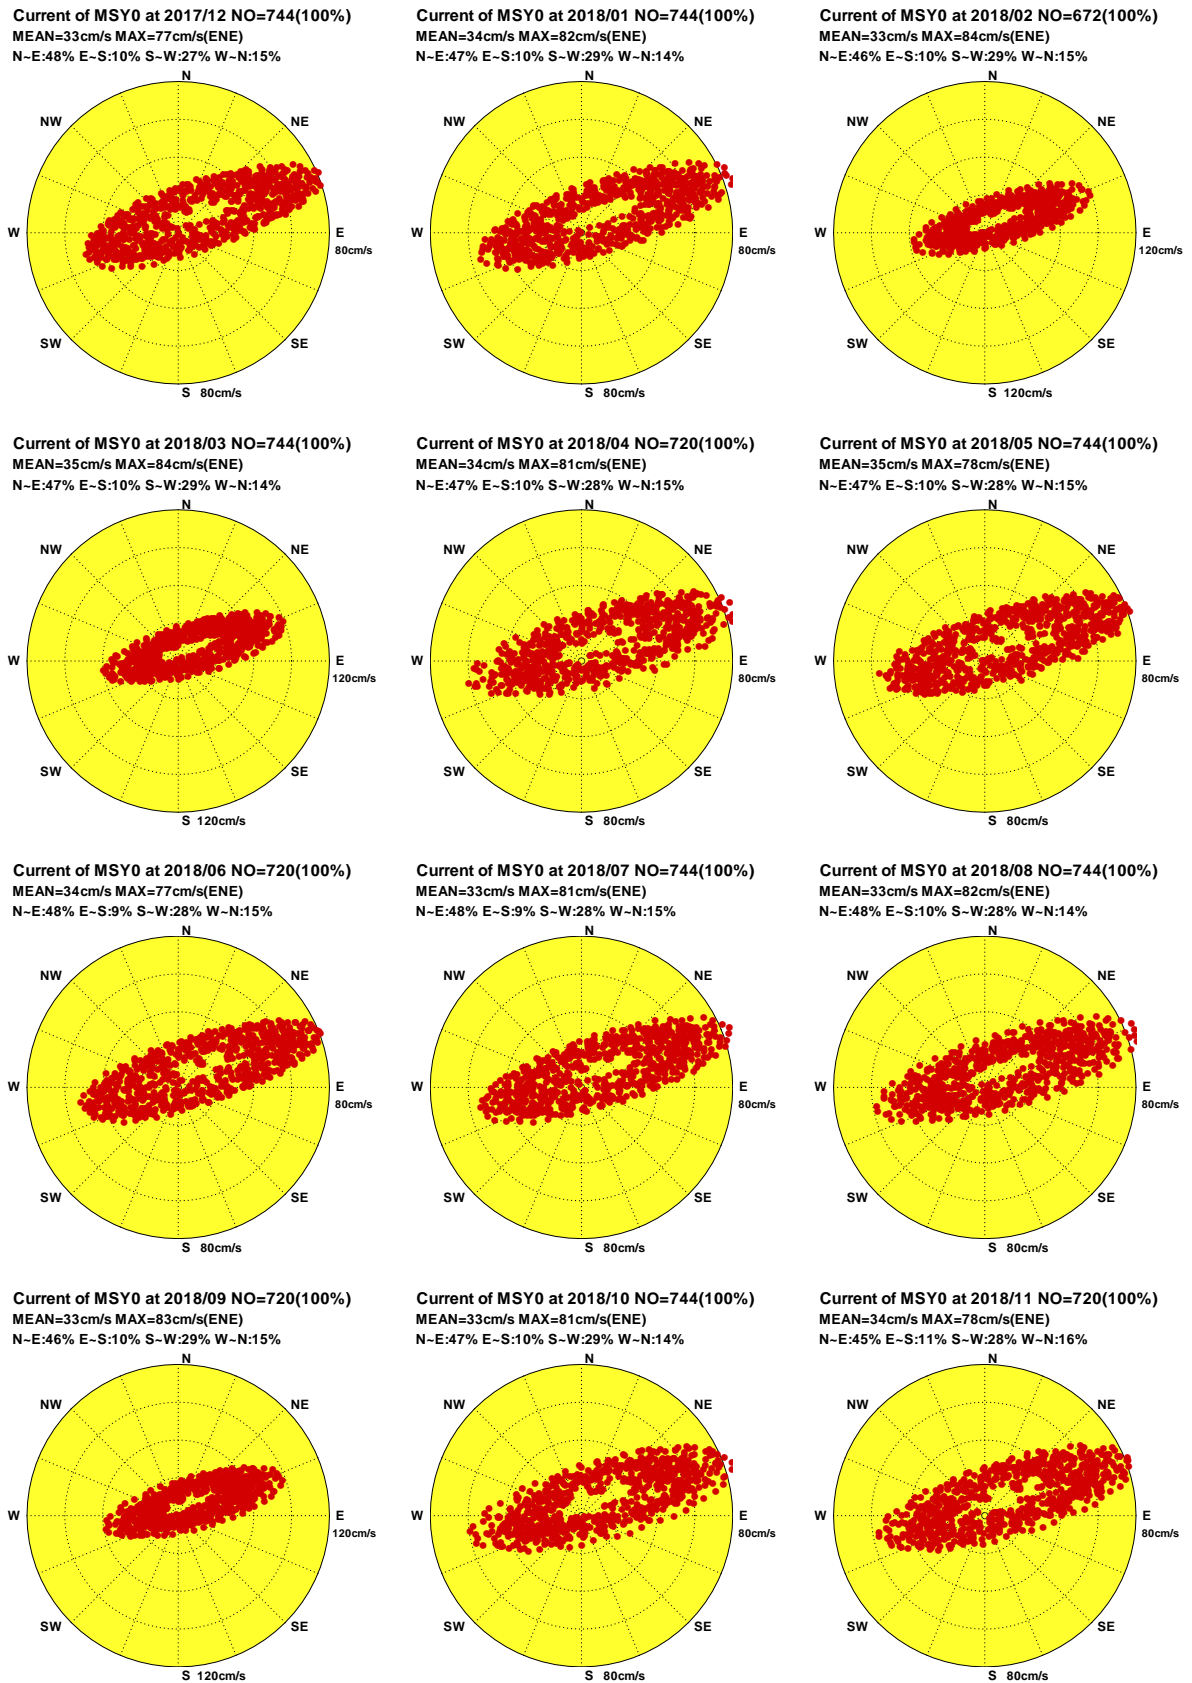 Current of MSY0 at 2017/12 NO=744(100%)
MEAN=33cm/s MAX=77cm/s(ENE)
N~E:48% E~S:10% S~W:27% W~N:15%
N
NW
NE
W
E
80cm/s
SW
SE
S 80cm/s
Current of MSY0 at 2018/01 NO=744(100%)
MEAN=34cm/s MAX=82cm/s(ENE)
N~E:47% E~S:10% S~W:29% W~N:14%
N
NW
NE
W
E
80cm/s
SW
SE
S 80cm/s
Current of MSY0 at 2018/02 NO=672(100%)
MEAN=33cm/s MAX=84cm/s(ENE)
N~E:46% E~S:10% S~W:29% W~N:15%
N
NW
NE
W
E
120cm/s
SW
SE
S 120cm/s
Current of MSY0 at 2018/03 NO=744(100%)
MEAN=35cm/s MAX=84cm/s(ENE)
N~E:47% E~S:10% S~W:29% W~N:14%
N
NW
NE
W
E
120cm/s
SW
SE
S 120cm/s
Current of MSY0 at 2018/04 NO=720(100%)
MEAN=34cm/s MAX=81cm/s(ENE)
N~E:47% E~S:10% S~W:28% W~N:15%
N
NW
NE
W
E
80cm/s
SW
SE
S 80cm/s
Current of MSY0 at 2018/05 NO=744(100%)
MEAN=35cm/s MAX=78cm/s(ENE)
N~E:47% E~S:10% S~W:28% W~N:15%
N
NW
NE
W
E
80cm/s
SW
SE
S 80cm/s
Current of MSY0 at 2018/06 NO=720(100%)
MEAN=34cm/s MAX=77cm/s(ENE)
N~E:48% E~S:9% S~W:28% W~N:15%
N
NW
NE
W
E
80cm/s
SW
SE
S 80cm/s
Current of MSY0 at 2018/07 NO=744(100%)
MEAN=33cm/s MAX=81cm/s(ENE)
N~E:48% E~S:9% S~W:28% W~N:15%
N
NW
NE
W
E
80cm/s
SW
SE
S 80cm/s
Current of MSY0 at 2018/08 NO=744(100%)
MEAN=33cm/s MAX=82cm/s(ENE)
N~E:48% E~S:10% S~W:28% W~N:14%
N
NW
NE
W
E
80cm/s
SW
SE
S 80cm/s
Current of MSY0 at 2018/09 NO=720(100%)
MEAN=33cm/s MAX=83cm/s(ENE)
N~E:46% E~S:10% S~W:29% W~N:15%
N
NW
NE
W
E
120cm/s
SW
SE
S 120cm/s
Current of MSY0 at 2018/10 NO=744(100%)
MEAN=33cm/s MAX=81cm/s(ENE)
N~E:47% E~S:10% S~W:29% W~N:14%
N
NW
NE
W
E
80cm/s
SW
SE
S 80cm/s
Current of MSY0 at 2018/11 NO=720(100%)
MEAN=34cm/s MAX=78cm/s(ENE)
N~E:45% E~S:11% S~W:28% W~N:16%
N
NW
NE
W
E
80cm/s
SW
SE
S 80cm/s